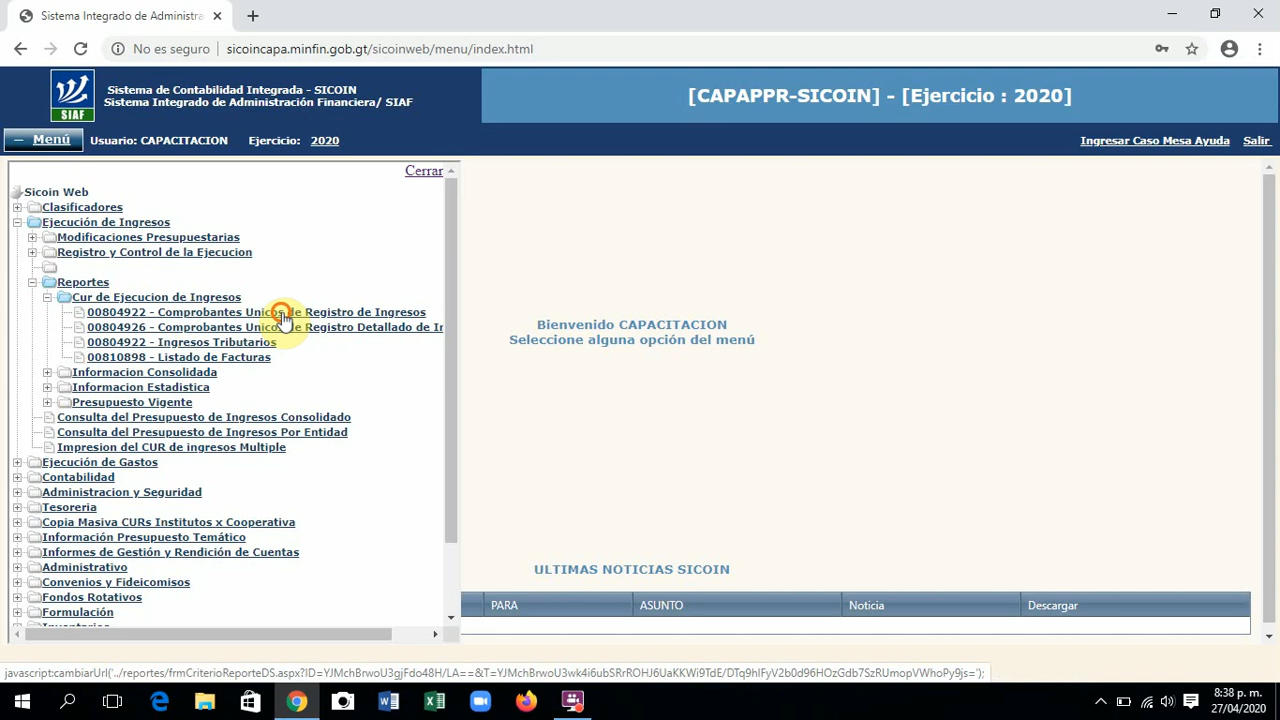 Sistema Integrado de Administra
No es seguro
sicoincapa.minfin.gob.gt/sicoinweb/menu/index.html
SIAF
Sistema de Contabilidad Integrada - SICOIN
Sistema Integrado de Administración Financiera/ SIAF
[CAPAPPR-SICOIN] - [Ejercicio : 2020]
Menú
Usuario: CAPACITACION
Ejercicio: 2020
Ingresar Caso Mesa Ayuda
Salir
Cerrar
Sicoin Web
Clasificadores
Ejecución de Ingresos
Modificaciones Presupuestarias
Registro y Control de la Ejecucion
Reportes
Cur de Ejecucion de Ingresos
00804922 - Comprobantes Unicos de Registro de Ingresos
00804926 - Comprobantes Unicos de Registro Detallado de In
00804922 - Ingresos Tributarios
00810898 - Listado de Facturas
Informacion Consolidada
Informacion Estadistica
Presupuesto Vigente
Consulta del Presupuesto de Ingresos Consolidado
Consulta del Presupuesto de Ingresos Por Entidad
Impresion del CUR de ingresos Multiple
Ejecución de Gastos
Contabilidad
Administracion y Seguridad
Tesoreria
Copia Masiva CURs Institutos x Cooperativa
Información Presupuesto Temático
Informes de Gestión y Rendición de Cuentas
Administrativo
Convenios y Fideicomisos
Fondos Rotativos
Formulación
Inventarios
Bienvenido CAPACITACION
Seleccione alguna opción del menú
ULTIMAS NOTICIAS SICOIN
PARA
ASUNTO
Noticia
Descargar
javascript:cambiarUrl('../reportes/frmCriterioReporteDS.aspx?ID=YJMchBrwoU3gjFdo48H/LA==&T=YJMchBrwoU3wk4i6ubSRrROHJ6UaKKWi9TdE/DTq9hIFyV2b0d96HOzGdb7SzRUmopVWhoPy9js=');
8:38 p. m.
27/04/2020